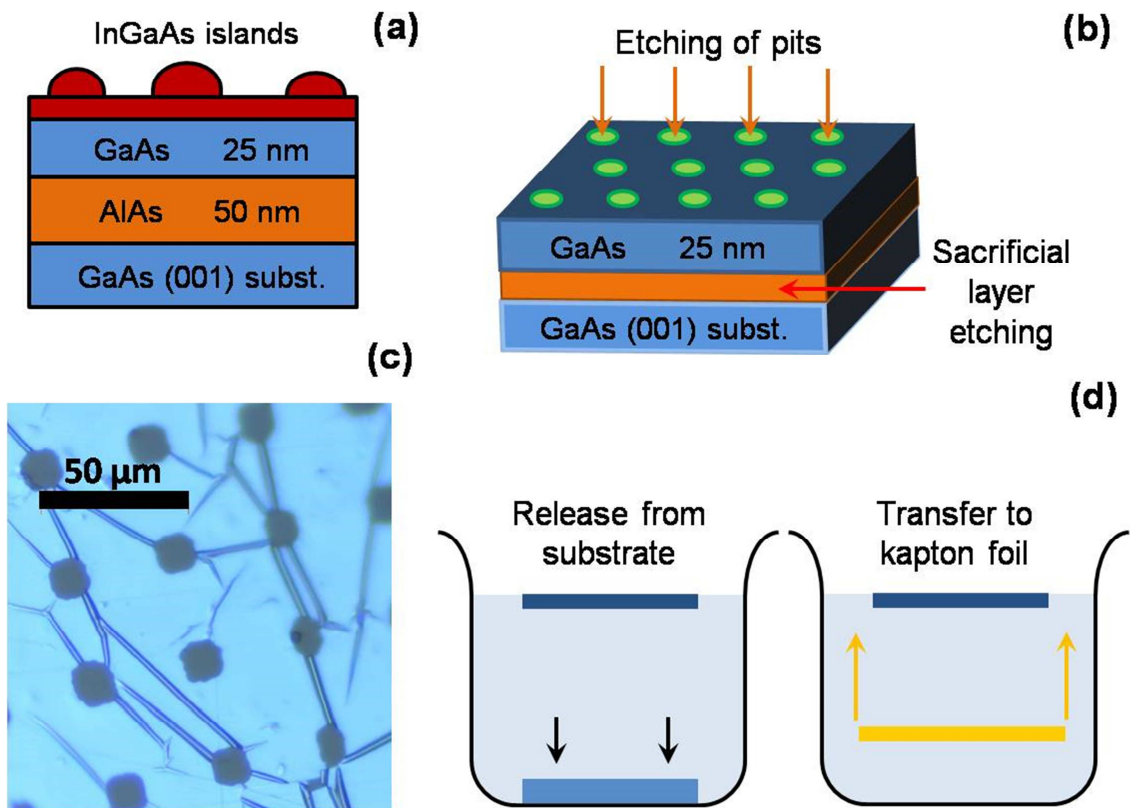 (a)
InGaAs islands
GaAs 25 nm
AlAs 50 nm
GaAs (001) subst.
(b)
Etching of pits
GaAs 25 nm
GaAs (001) subst.
Sacrificial
layer
etching
(c)
50 µm
(d)
Release from
substrate
Transfer to
kapton foil